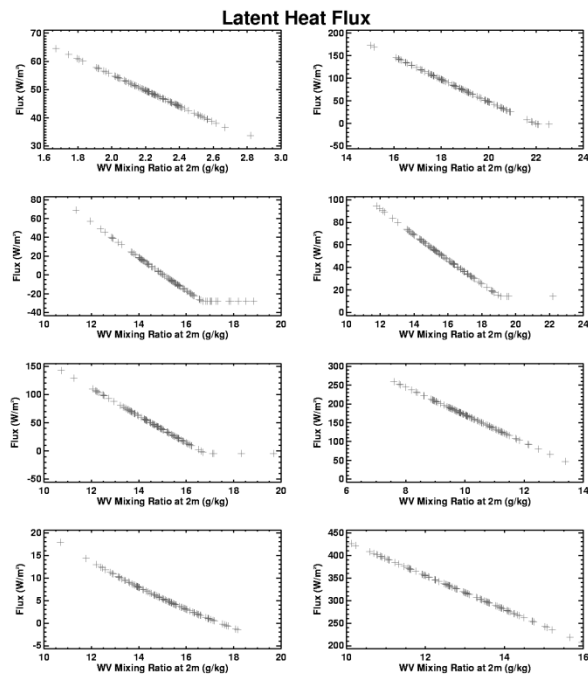 Latent Heat Flux
70
60
50
40
30
Flux (W/m²)
1.6 1.8 2.0 2.2 2.4 2.6 2.8 3.0
WV Mixing Ratio at 2m (g/kg)
200
150
100
50
0
-50
Flux (W/m²)
14 16 18 20 22 24
WV Mixing Ratio at 2m (g/kg)
80
60
40
20
0
-20
-40
Flux (W/m²)
10 12 14 16 18 20
WV Mixing Ratio at 2m (g/kg)
100
80
60
40
20
0
Flux (W/m²)
10 12 14 16 18 20 22 24
WV Mixing Ratio at 2m (g/kg)
150
100
50
0
-50
Flux (W/m²)
10 12 14 16 18 20
WV Mixing Ratio at 2m (g/kg)
300
250
200
150
100
50
0
Flux (W/m²)
6 8 10 12 14
WV Mixing Ratio at 2m (g/kg)
20
15
10
5
0
-5
Flux (W/m²)
10 12 14 16 18 20
WV Mixing Ratio at 2m (g/kg)
450
400
350
300
250
200
Flux (W/m²)
10 12 14 16
WV Mixing Ratio at 2m (g/kg)